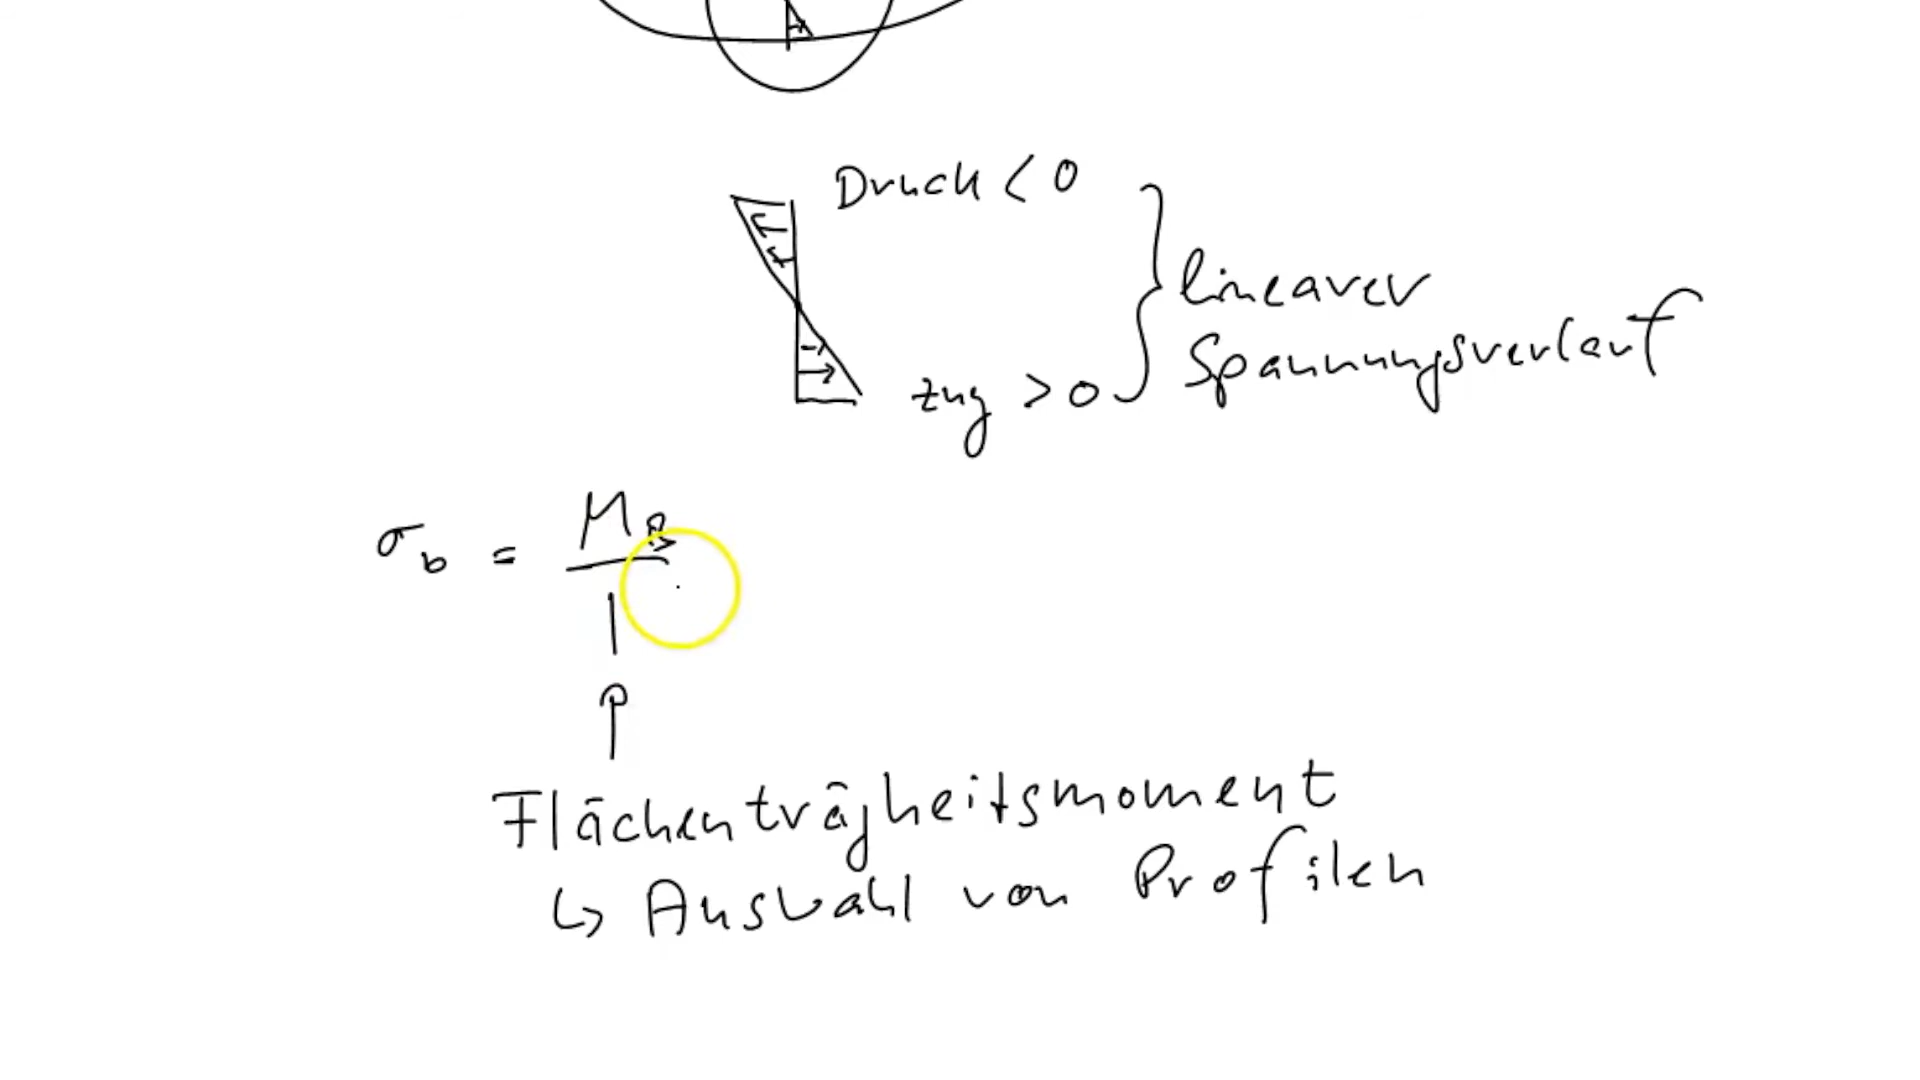 Druck < 0
linearer
Spannungsverlauf
zug > 0
σb = MB
I
Flächenträgheitsmoment
↳ Auswahl von Profilen